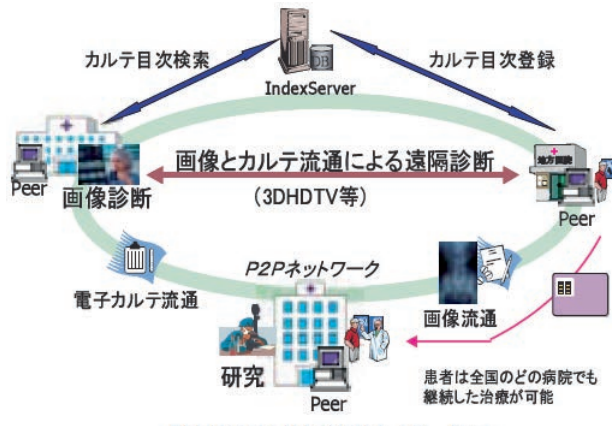 カルテ目次検索
カルテ目次登録
DB
IndexServer
地方病院
画像とカルテ流通による遠隔診断
(3DHDTV等)
Peer
画像診断
Peer
P2Pネットワーク
電子カルテ流通
画像流通
研究
Peer
患者は全国のどの病院でも
継続した治療が可能